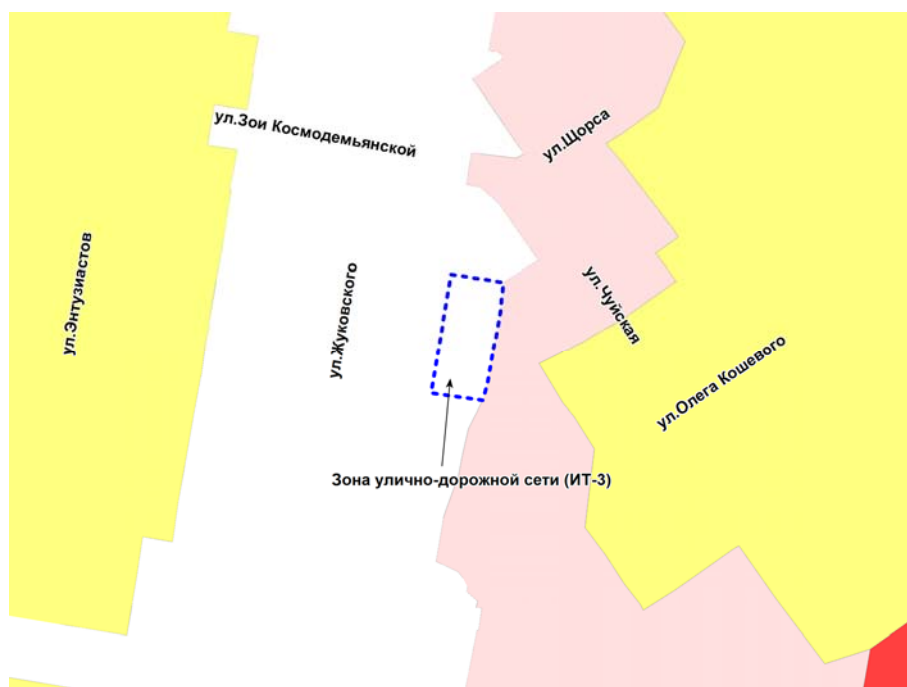 ул.Зои Космодемьянской
ул.Щорса
ул.Энтузиастов
ул.Жуковского
ул.Чуйская
ул.Олега Кошевого
Зона улично-дорожной сети (ИТ-3)